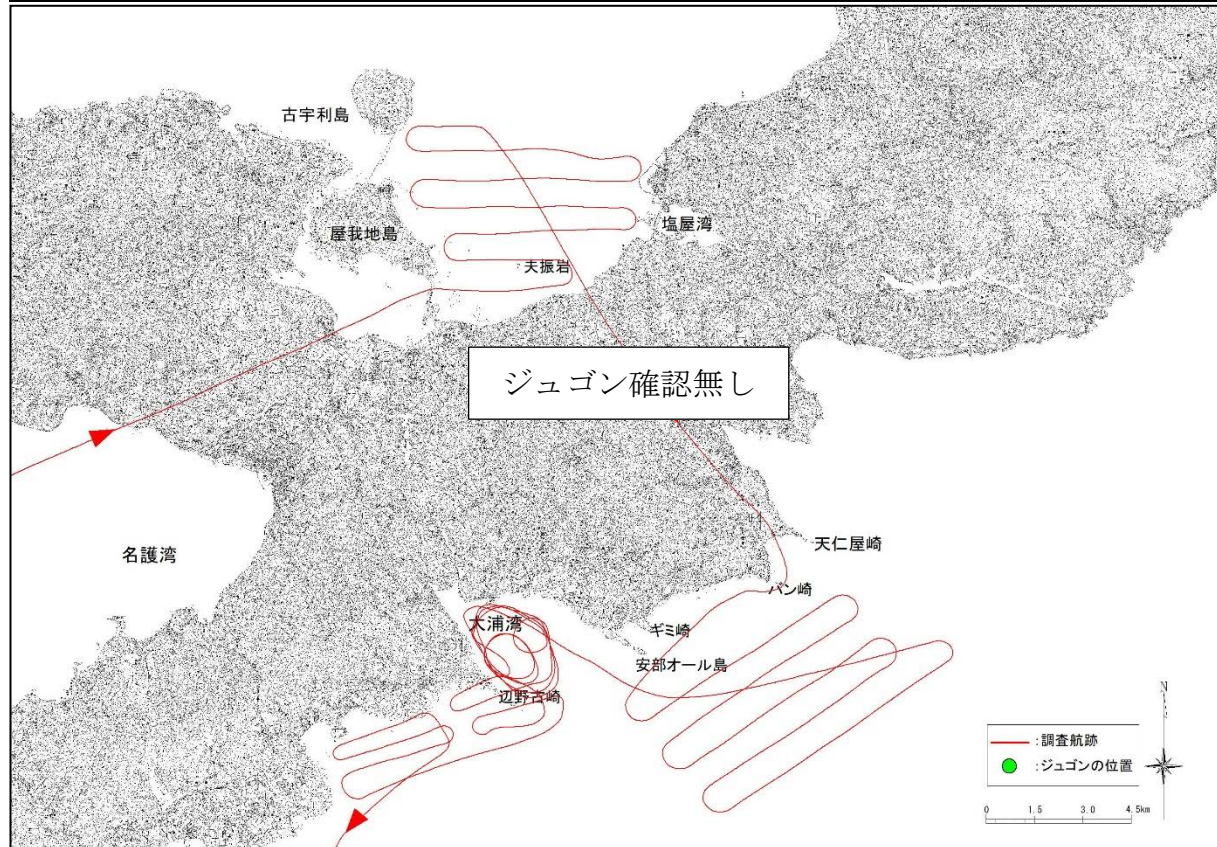 古宇利島
屋我地島
塩屋湾
夫振岩
ジュゴン確認無し
名護湾
天仁屋崎
バン崎
大浦湾
ギミ崎
安部オール島
辺野古崎
N
:調査航跡
:ジュゴンの位置
0 1.5 3.0 4.5km